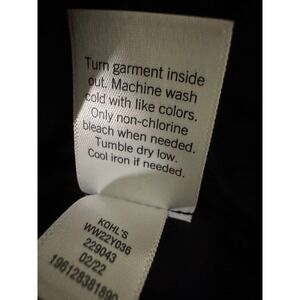 Turn garment inside
out. Machine wash
cold with like colors.
Only non-chlorine
bleach when needed.
Tumble dry low.
Cool iron if needed.
KOHL'S
WW22Y036
229043
02/22